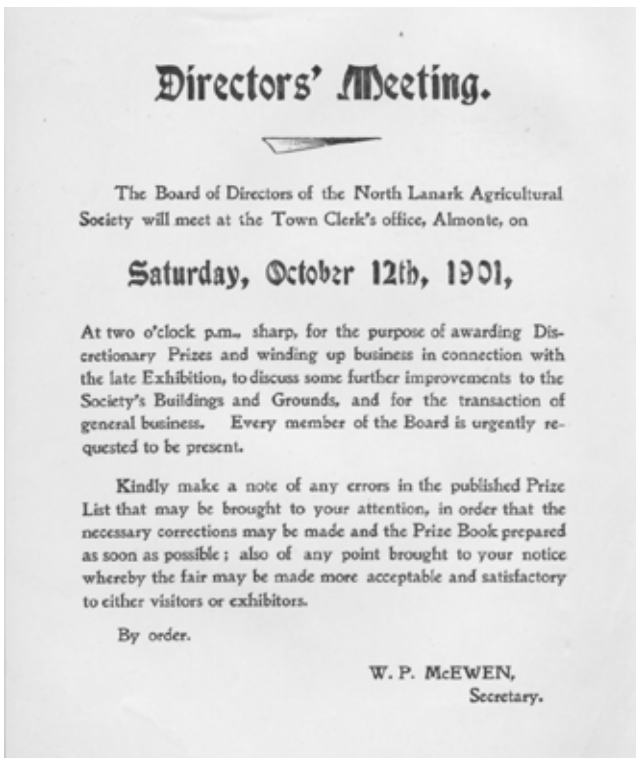 Directors' Meeting.
The Board of Directors of the North Lanark Agricultural
Society will meet at the Town Clerk's office, Almonte, on
Saturday, October 12th, 1901,
At two o'clock p.m., sharp, for the purpose of awarding Dis-
cretionary Prizes and winding up business in connection with
the late Exhibition, to discuss some further improvements to the
Society's Buildings and Grounds, and for the transaction of
general business. Every member of the Board is urgently re-
quested to be present.
Kindly make a note of any errors in the published Prize
List that may be brought to your attention, in order that the
necessary corrections may be made and the Prize Book prepared
as soon as possible ; also of any point brought to your notice
whereby the fair may be made more acceptable and satisfactory
to either visitors or exhibitors.
By order.
W. P. McEWEN,
Secretary.